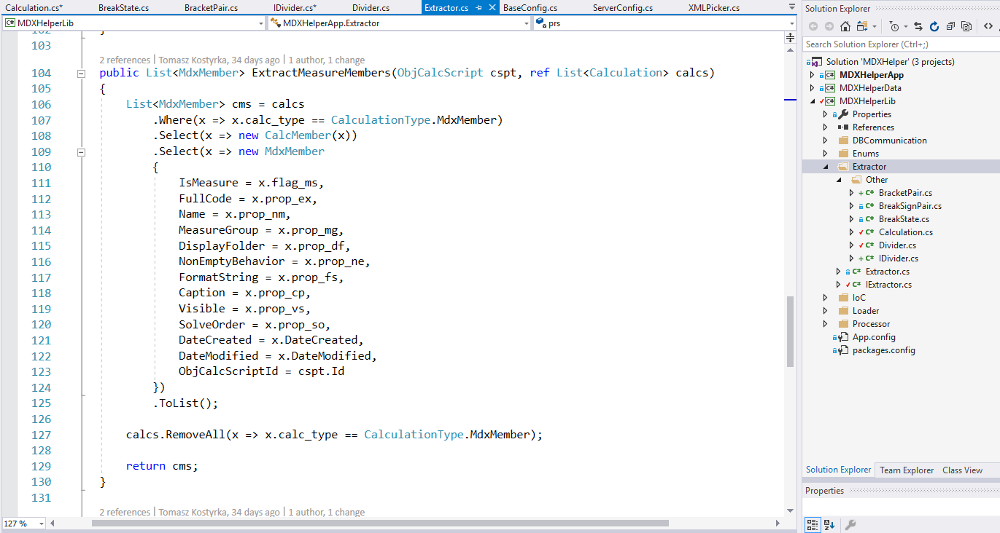 Calculation.cs* BreakState.cs BracketPair.cs IDivider.cs* Divider.cs Extractor.cs BaseConfig.cs ServerConfig.cs XMLPicker.cs
MDXHelperLib MDXHelperApp.Extractor prs
102 }
103
2 references | Tomasz Kostyrka, 34 days ago | 1 author, 1 change
104 public List<MdxMember> ExtractMeasureMembers(ObjCalcScript cspt, ref List<Calculation> calcs)
105 {
106 List<MdxMember> cms = calcs
107 .Where(x => x.calc_type == CalculationType.MdxMember)
108 .Select(x => new CalcMember(x))
109 .Select(x => new MdxMember
110 {
111 IsMeasure = x.flag_ms,
112 FullCode = x.prop_ex,
113 Name = x.prop_nm,
114 MeasureGroup = x.prop_mg,
115 DisplayFolder = x.prop_df,
116 NonEmptyBehavior = x.prop_ne,
117 FormatString = x.prop_fs,
118 Caption = x.prop_cp,
119 Visible = x.prop_vs,
120 SolveOrder = x.prop_so,
121 DateCreated = x.DateCreated,
122 DateModified = x.DateModified,
123 ObjCalcScriptId = cspt.Id
124 })
125 .ToList();
126
127 calcs.RemoveAll(x => x.calc_type == CalculationType.MdxMember);
128
129 return cms;
130 }
131
2 references | Tomasz Kostyrka, 34 days ago | 1 author, 1 change
127 %
Solution Explorer
Search Solution Explorer (Ctrl+;)
Solution 'MDXHelper' (3 projects)
C# MDXHelperApp
C# MDXHelperData
C# MDXHelperLib
Properties
References
DBCommunication
Enums
Extractor
Other
C# BracketPair.cs
C# BreakSignPair.cs
C# BreakState.cs
C# Calculation.cs
C# Divider.cs
C# IDivider.cs
C# Extractor.cs
C# IExtractor.cs
IoC
Loader
Processor
App.config
packages.config
Solution Explorer Team Explorer Class View
Properties